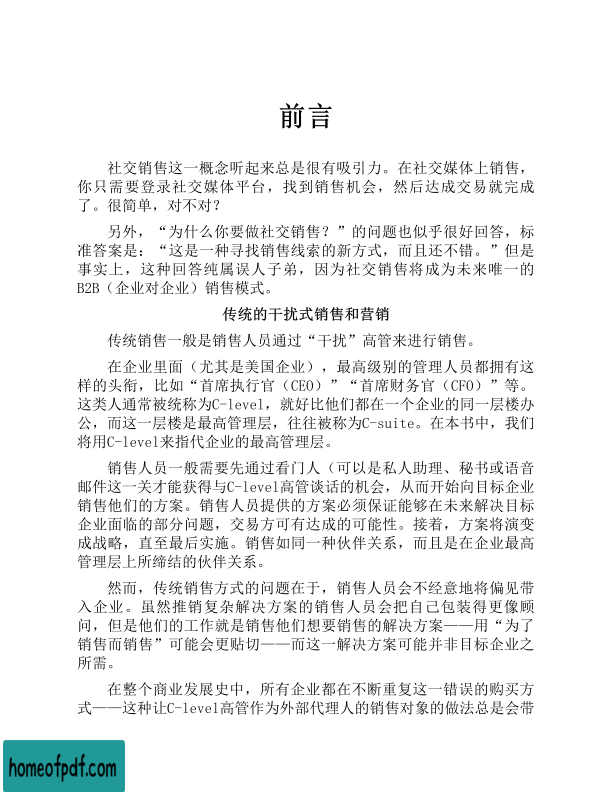 前言
社交销售这一概念听起来总是很有吸引力。在社交媒体上销售，
你只需要登录社交媒体平台，找到销售机会，然后达成交易就完成
了。很简单，对不对？
另外，“为什么你要做社交销售？”的问题也似乎很好回答，标
准答案是：“这是一种寻找销售线索的新方式，而且还不错。”但是
事实上，这种回答纯属误人子弟，因为社交销售将成为未来唯一的
B2B（企业对企业）销售模式。
传统的干扰式销售和营销
传统销售一般是销售人员通过“干扰”高管来进行销售。
在企业里面（尤其是美国企业），最高级别的管理人员都拥有这
样的头衔，比如“首席执行官（CEO）”“首席财务官（CFO）”等。
这类人通常被统称为C-level，就好比他们都在一个企业的同一层楼办
公，而这一层楼是最高管理层，往往被称为C-suite。在本书中，我们
将用C-level来指代企业的最高管理层。
销售人员一般需要先通过看门人（可以是私人助理、秘书或语音
邮件这一关才能获得与C-level高管谈话的机会，从而开始向目标企业
销售他们的方案。销售人员提供的方案必须保证能够在未来解决目标
企业面临的部分问题，交易方可有达成的可能性。接着，方案将演变
成战略，直至最后实施。销售如同一种伙伴关系，而且是在企业最高
管理层上所缔结的伙伴关系。
然而，传统销售方式的问题在于，销售人员会不经意地将偏见带
入企业。虽然推销复杂解决方案的销售人员会把自己包装得更像顾
问，但是他们的工作就是销售他们想要销售的解决方案——用“为了
销售而销售”可能会更贴切——而这一解决方案可能并非目标企业之
所需。
在整个商业发展史中，所有企业都在不断重复这一错误的购买方
式——这种让C-level高管作为外部代理人的销售对象的做法总是会带
homeofpdf.com